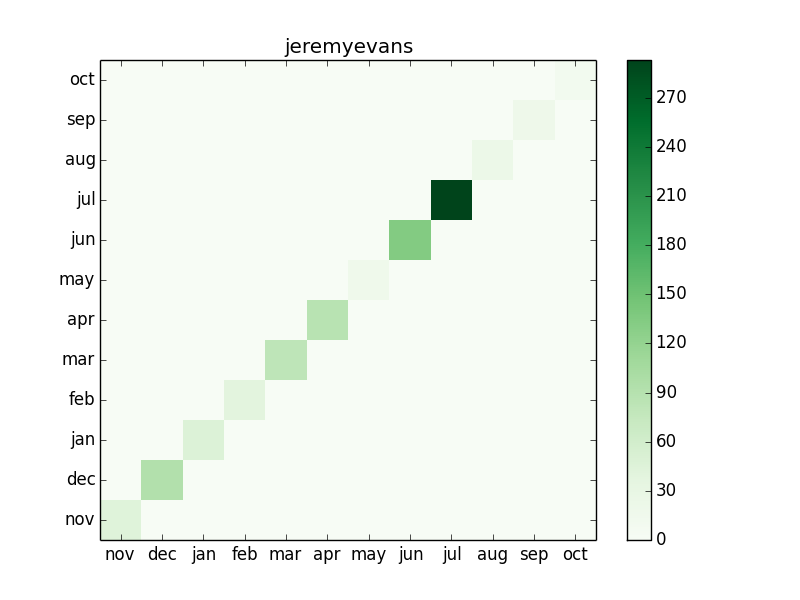 jeremyevans
oct
sep
aug
jul
jun
may
apr
mar
feb
jan
dec
nov
nov dec jan feb mar apr may jun jul aug sep oct
270
240
210
180
150
120
90
60
30
0